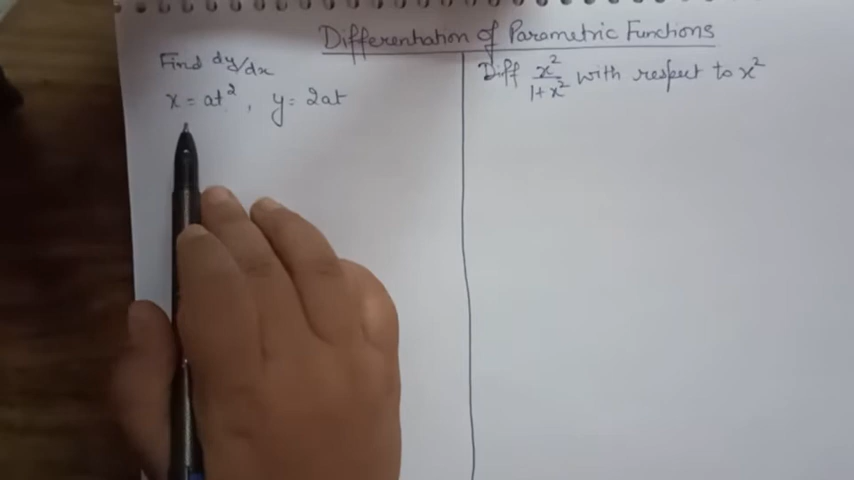 Differentiation of Parametric Functions
Find dy/dx
x = at², y = 2at
Diff x²/1+x² with respect to x²